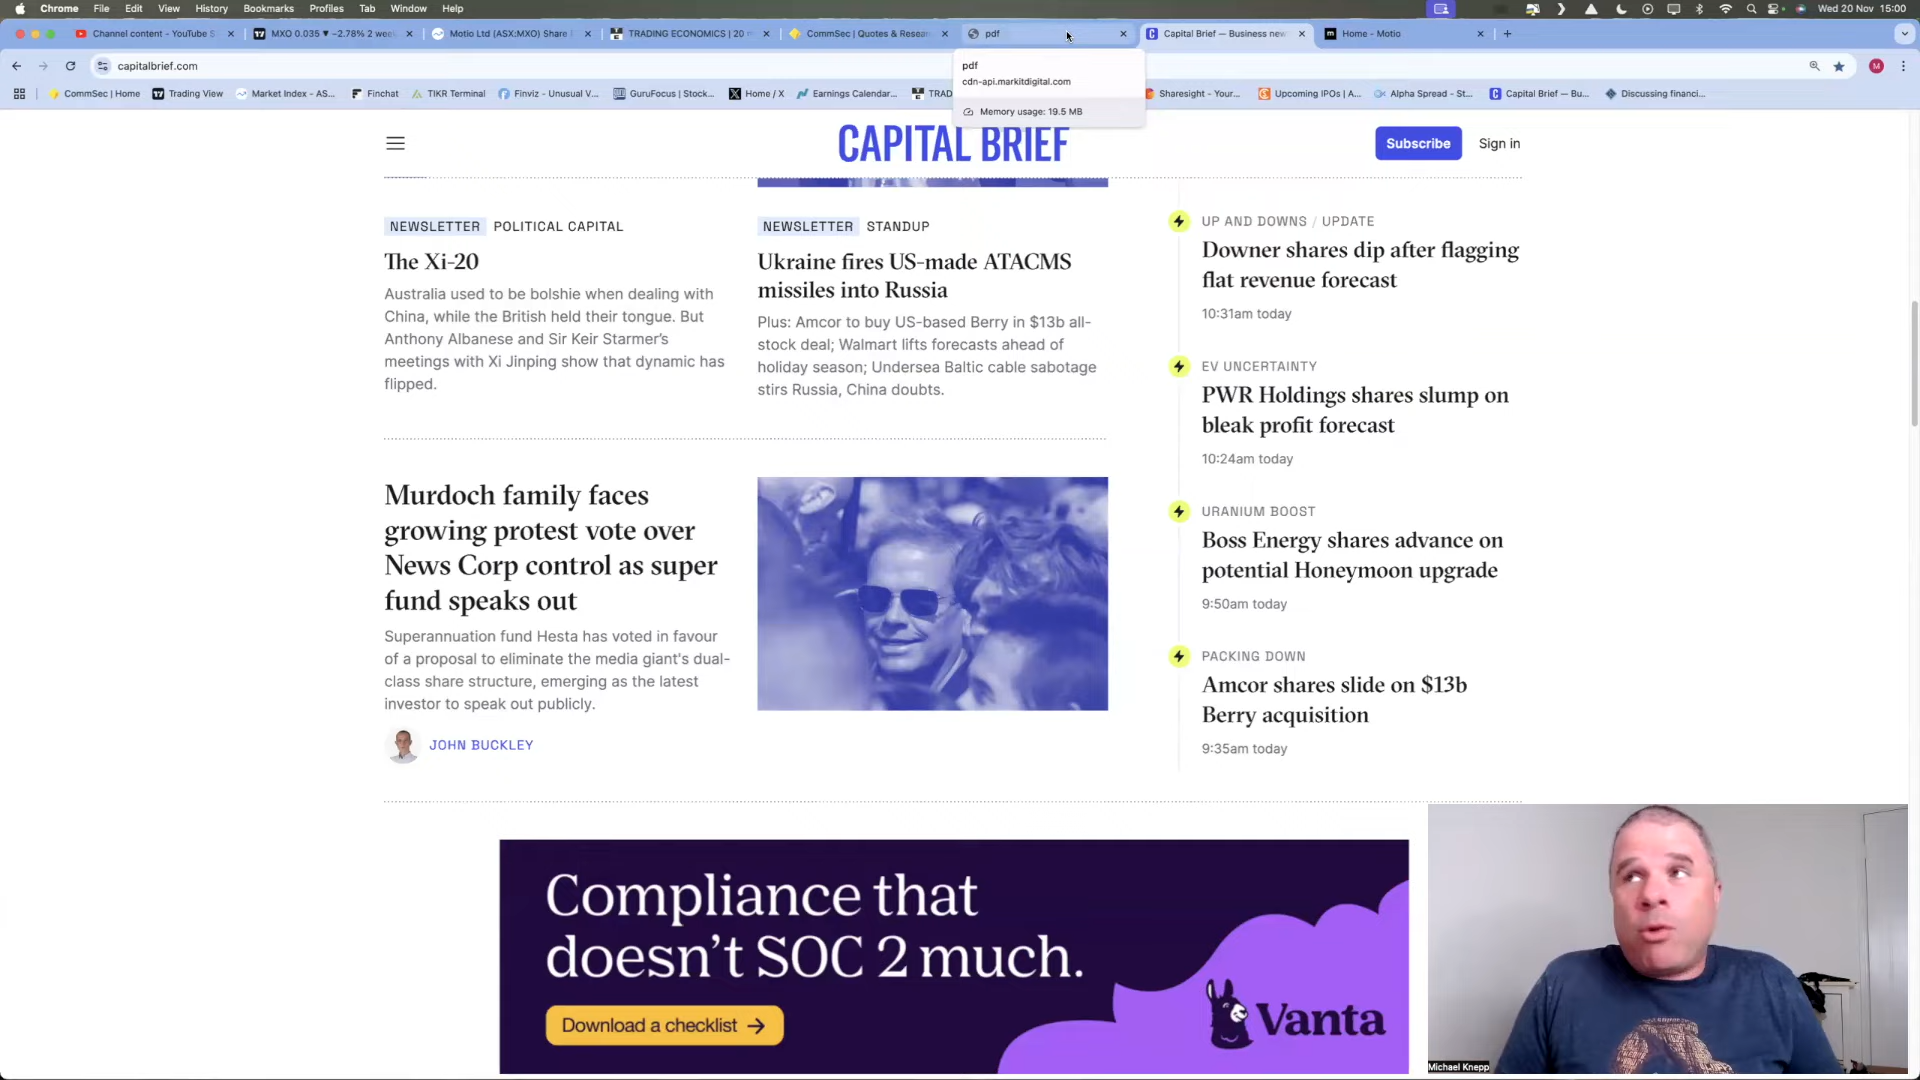 Chrome File Edit View History Bookmarks Profiles Tab Window Help Wed 20 Nov 15:00
Channel content - YouTube S MXO 0.035 ▼ −2.78% 2 wee Motio Ltd (ASX:MXO) Share TRADING ECONOMICS | 20 CommSec | Quotes & Resear pdf Capital Brief — Business new Home - Motio
capitalbrief.com M
pdf
cdn-api.markitdigital.com
Memory usage: 19.5 MB
CommSec | Home Trading View Market Index - AS... Finchat TIKR Terminal Finviz - Unusual V... GuruFocus | Stock... Home / X Earnings Calendar... TRAD Sharesight - Your... Upcoming IPOs | A... Alpha Spread - St... Capital Brief — Bu... Discussing financi...
CAPITAL BRIEF
Subscribe Sign in
NEWSLETTER POLITICAL CAPITAL
The Xi-20
Australia used to be bolshie when dealing with
China, while the British held their tongue. But
Anthony Albanese and Sir Keir Starmer's
meetings with Xi Jinping show that dynamic has
flipped.
NEWSLETTER STANDUP
Ukraine fires US-made ATACMS
missiles into Russia
Plus: Amcor to buy US-based Berry in $13b all-
stock deal; Walmart lifts forecasts ahead of
holiday season; Undersea Baltic cable sabotage
stirs Russia, China doubts.
Murdoch family faces
growing protest vote over
News Corp control as super
fund speaks out
Superannuation fund Hesta has voted in favour
of a proposal to eliminate the media giant's dual-
class share structure, emerging as the latest
investor to speak out publicly.
JOHN BUCKLEY
UP AND DOWNS / UPDATE
Downer shares dip after flagging
flat revenue forecast
10:31am today
EV UNCERTAINTY
PWR Holdings shares slump on
bleak profit forecast
10:24am today
URANIUM BOOST
Boss Energy shares advance on
potential Honeymoon upgrade
9:50am today
PACKING DOWN
Amcor shares slide on $13b
Berry acquisition
9:35am today
Compliance that
doesn't SOC 2 much.
Download a checklist →
Vanta
Michael Knepp